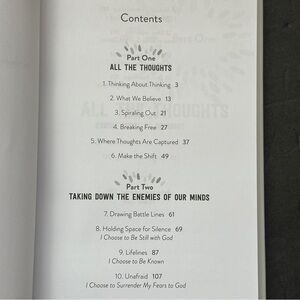 Contents
Part One
ALL THE THOUGHTS
1. Thinking About Thinking 3
2. What We Believe 13
3. Spiraling Out 21
4. Breaking Free 27
5. Where Thoughts Are Captured 37
6. Make the Shift 49
Part Two
TAKING DOWN THE ENEMIES OF OUR MINDS
7. Drawing Battle Lines 61
8. Holding Space for Silence 69
I Choose to Be Still with God
9. Lifelines 87
I Choose to Be Known
10. Unafraid 107
I Choose to Surrender My Fears to God